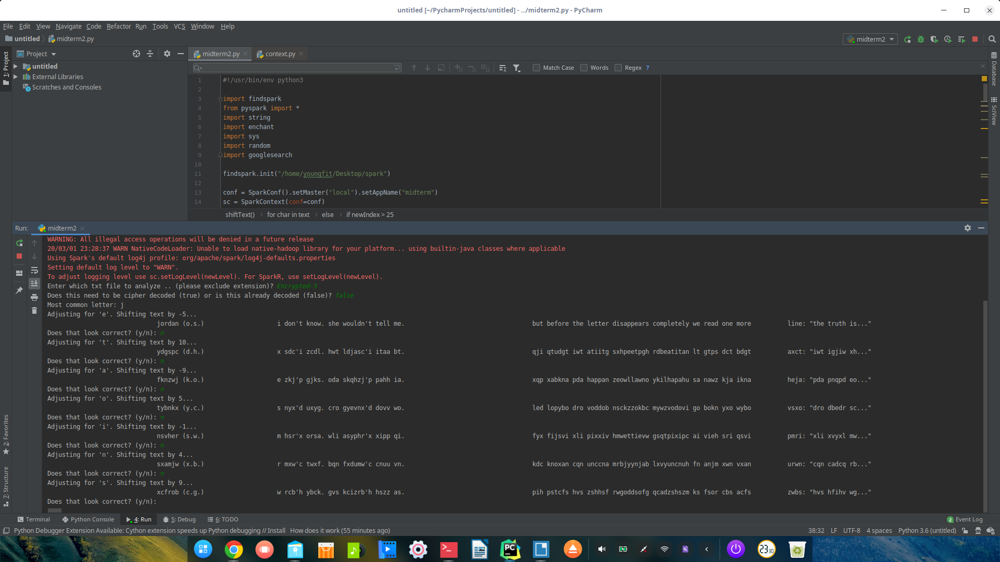 untitled [~/PycharmProjects/untitled] - .../midterm2.py - PyCharm
File Edit View Navigate Code Refactor Run Tools VCS Window Help
untitled midterm2.py
midterm2
1: Project
Project
midterm2.py context.py
untitled
External Libraries
Scratches and Consoles
Match Case Words Regex ?
Database
SciView
1 #!/usr/bin/env python3
2
3 import findspark
4 from pyspark import *
5 import string
6 import enchant
7 import sys
8 import random
9 import googlesearch
10
11 findspark.init("/home/youngfit/Desktop/spark")
12
13 conf = SparkConf().setMaster("local").setAppName("midterm")
14 sc = SparkContext(conf=conf)
shiftText() for char in text else if newIndex > 25
Run: midterm2
WARNING: All illegal access operations will be denied in a future release
20/03/01 23:28:37 WARN NativeCodeLoader: Unable to load native-hadoop library for your platform... using builtin-java classes where applicable
Using Spark's default log4j profile: org/apache/spark/log4j-defaults.properties
Setting default log level to "WARN".
To adjust logging level use sc.setLogLevel(newLevel). For SparkR, use setLogLevel(newLevel).
Enter which txt file to analyze .. (please exclude extension)? Encrypted-3
Does this need to be cipher decoded (true) or is this already decoded (false)? false
Most common letter: j
Adjusting for 'e'. Shifting text by -5...
jordan (o.s.) i don't know. she wouldn't tell me. but before the letter disappears completely we read one more line: "the truth is..."
Does that look correct? (y/n): n
Adjusting for 't'. Shifting text by 10...
ydgspc (d.h.) x sdc'i zcdl. hwt ldjasc'i itaa bt. qji qtudgt iwt atiitg sxhpeetpgh rdbeatitan lt gtps dct bdgt axct: "iwt igjiw xh..."
Does that look correct? (y/n): n
Adjusting for 'a'. Shifting text by -9...
fknzwj (k.o.) e zkj'p gjks. oda skqhzj'p pahh ia. xqp xabkna pda happan zeowllawno ykilhapahu sa nawz kja ikna heja: "pda pnqpd eo..."
Does that look correct? (y/n): n
Adjusting for 'o'. Shifting text by 5...
tybnkx (y.c.) s nyx'd uxyg. cro gyevnx'd dovv wo. led lopybo dro voddob nsckzzokbc mywzvodovi go bokn yxo wybo vsxo: "dro dbedr sc..."
Does that look correct? (y/n): n
Adjusting for 'i'. Shifting text by -1...
nsvher (s.w.) m hsr'x orsa. wli asyphr'x xipp qi. fyx fijsvi xli pixxiv hmwettievw gsqtpixipc ai vieh sri qsvi pmri: "xli xvyxl mw..."
Does that look correct? (y/n): n
Adjusting for 'n'. Shifting text by 4...
sxamjw (x.b.) r mxw'c twxf. bqn fxdumw'c cnuu vn. kdc knoxan cqn unccna mrbjyynjab lxvyuncnuh fn anjm xwn vxan urwn: "cqn cadcq rb..."
Does that look correct? (y/n): n
Adjusting for 's'. Shifting text by 9...
xcfrob (c.g.) w rcb'h ybck. gvs kcizrb'h hszz as. pih pstcfs hvs zshhsf rwgoddsofg qcadzshszm ks fsor cbs acfs zwbs: "hvs hfihv wg..."
Does that look correct? (y/n):
2: Favorites
7: Structure
Terminal Python Console 4: Run 5: Debug 6: TODO
2 Event Log
Python Debugger Extension Available: Cython extension speeds up Python debugging // Install How does it work (55 minutes ago)
38:32 LF UTF-8 4 spaces Python 3.6 (untitled)
PC
23 30